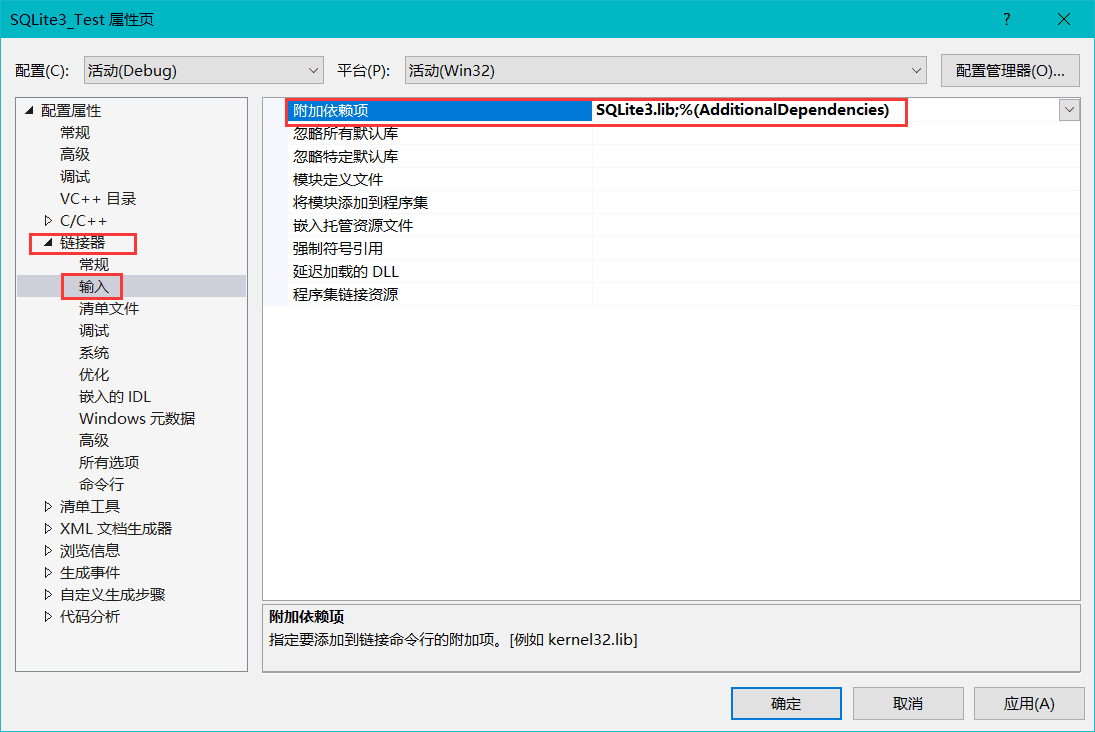 SQLite3_Test 属性页
?
配置(C): 活动(Debug) 平台(P): 活动(Win32) 配置管理器(O)...
配置属性
常规
高级
调试
VC++ 目录
C/C++
链接器
常规
输入
清单文件
调试
系统
优化
嵌入的 IDL
Windows 元数据
高级
所有选项
命令行
清单工具
XML 文档生成器
浏览信息
生成事件
自定义生成步骤
代码分析
附加依赖项 SQLite3.lib;%(AdditionalDependencies)
忽略所有默认库
忽略特定默认库
模块定义文件
将模块添加到程序集
嵌入托管资源文件
强制符号引用
延迟加载的 DLL
程序集链接资源
附加依赖项
指定要添加到链接命令行的附加项。[例如 kernel32.lib]
确定 取消 应用(A)